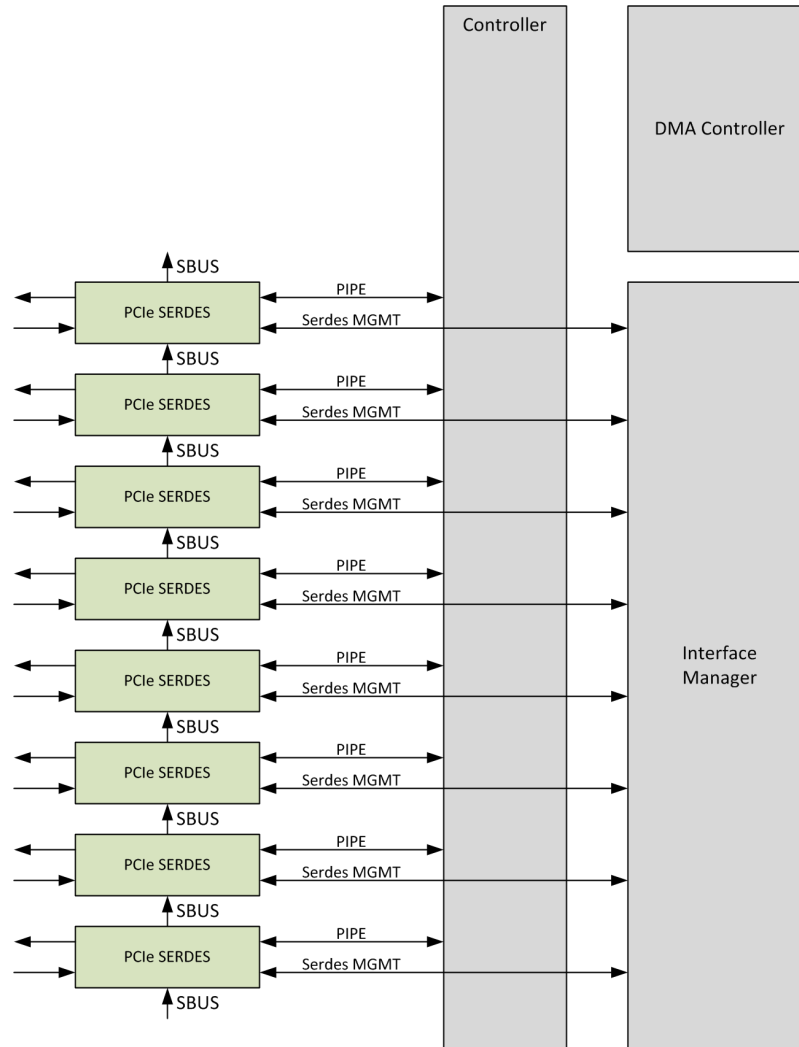 Controller
DMA Controller
SBUS
PCIe SERDES
PIPE
Serdes MGMT
SBUS
PCIe SERDES
PIPE
Serdes MGMT
SBUS
PCIe SERDES
PIPE
Serdes MGMT
SBUS
PCIe SERDES
PIPE
Serdes MGMT
SBUS
PCIe SERDES
PIPE
Serdes MGMT
Interface
Manager
SBUS
PCIe SERDES
PIPE
Serdes MGMT
SBUS
PCIe SERDES
PIPE
Serdes MGMT
SBUS
PCIe SERDES
PIPE
Serdes MGMT
SBUS